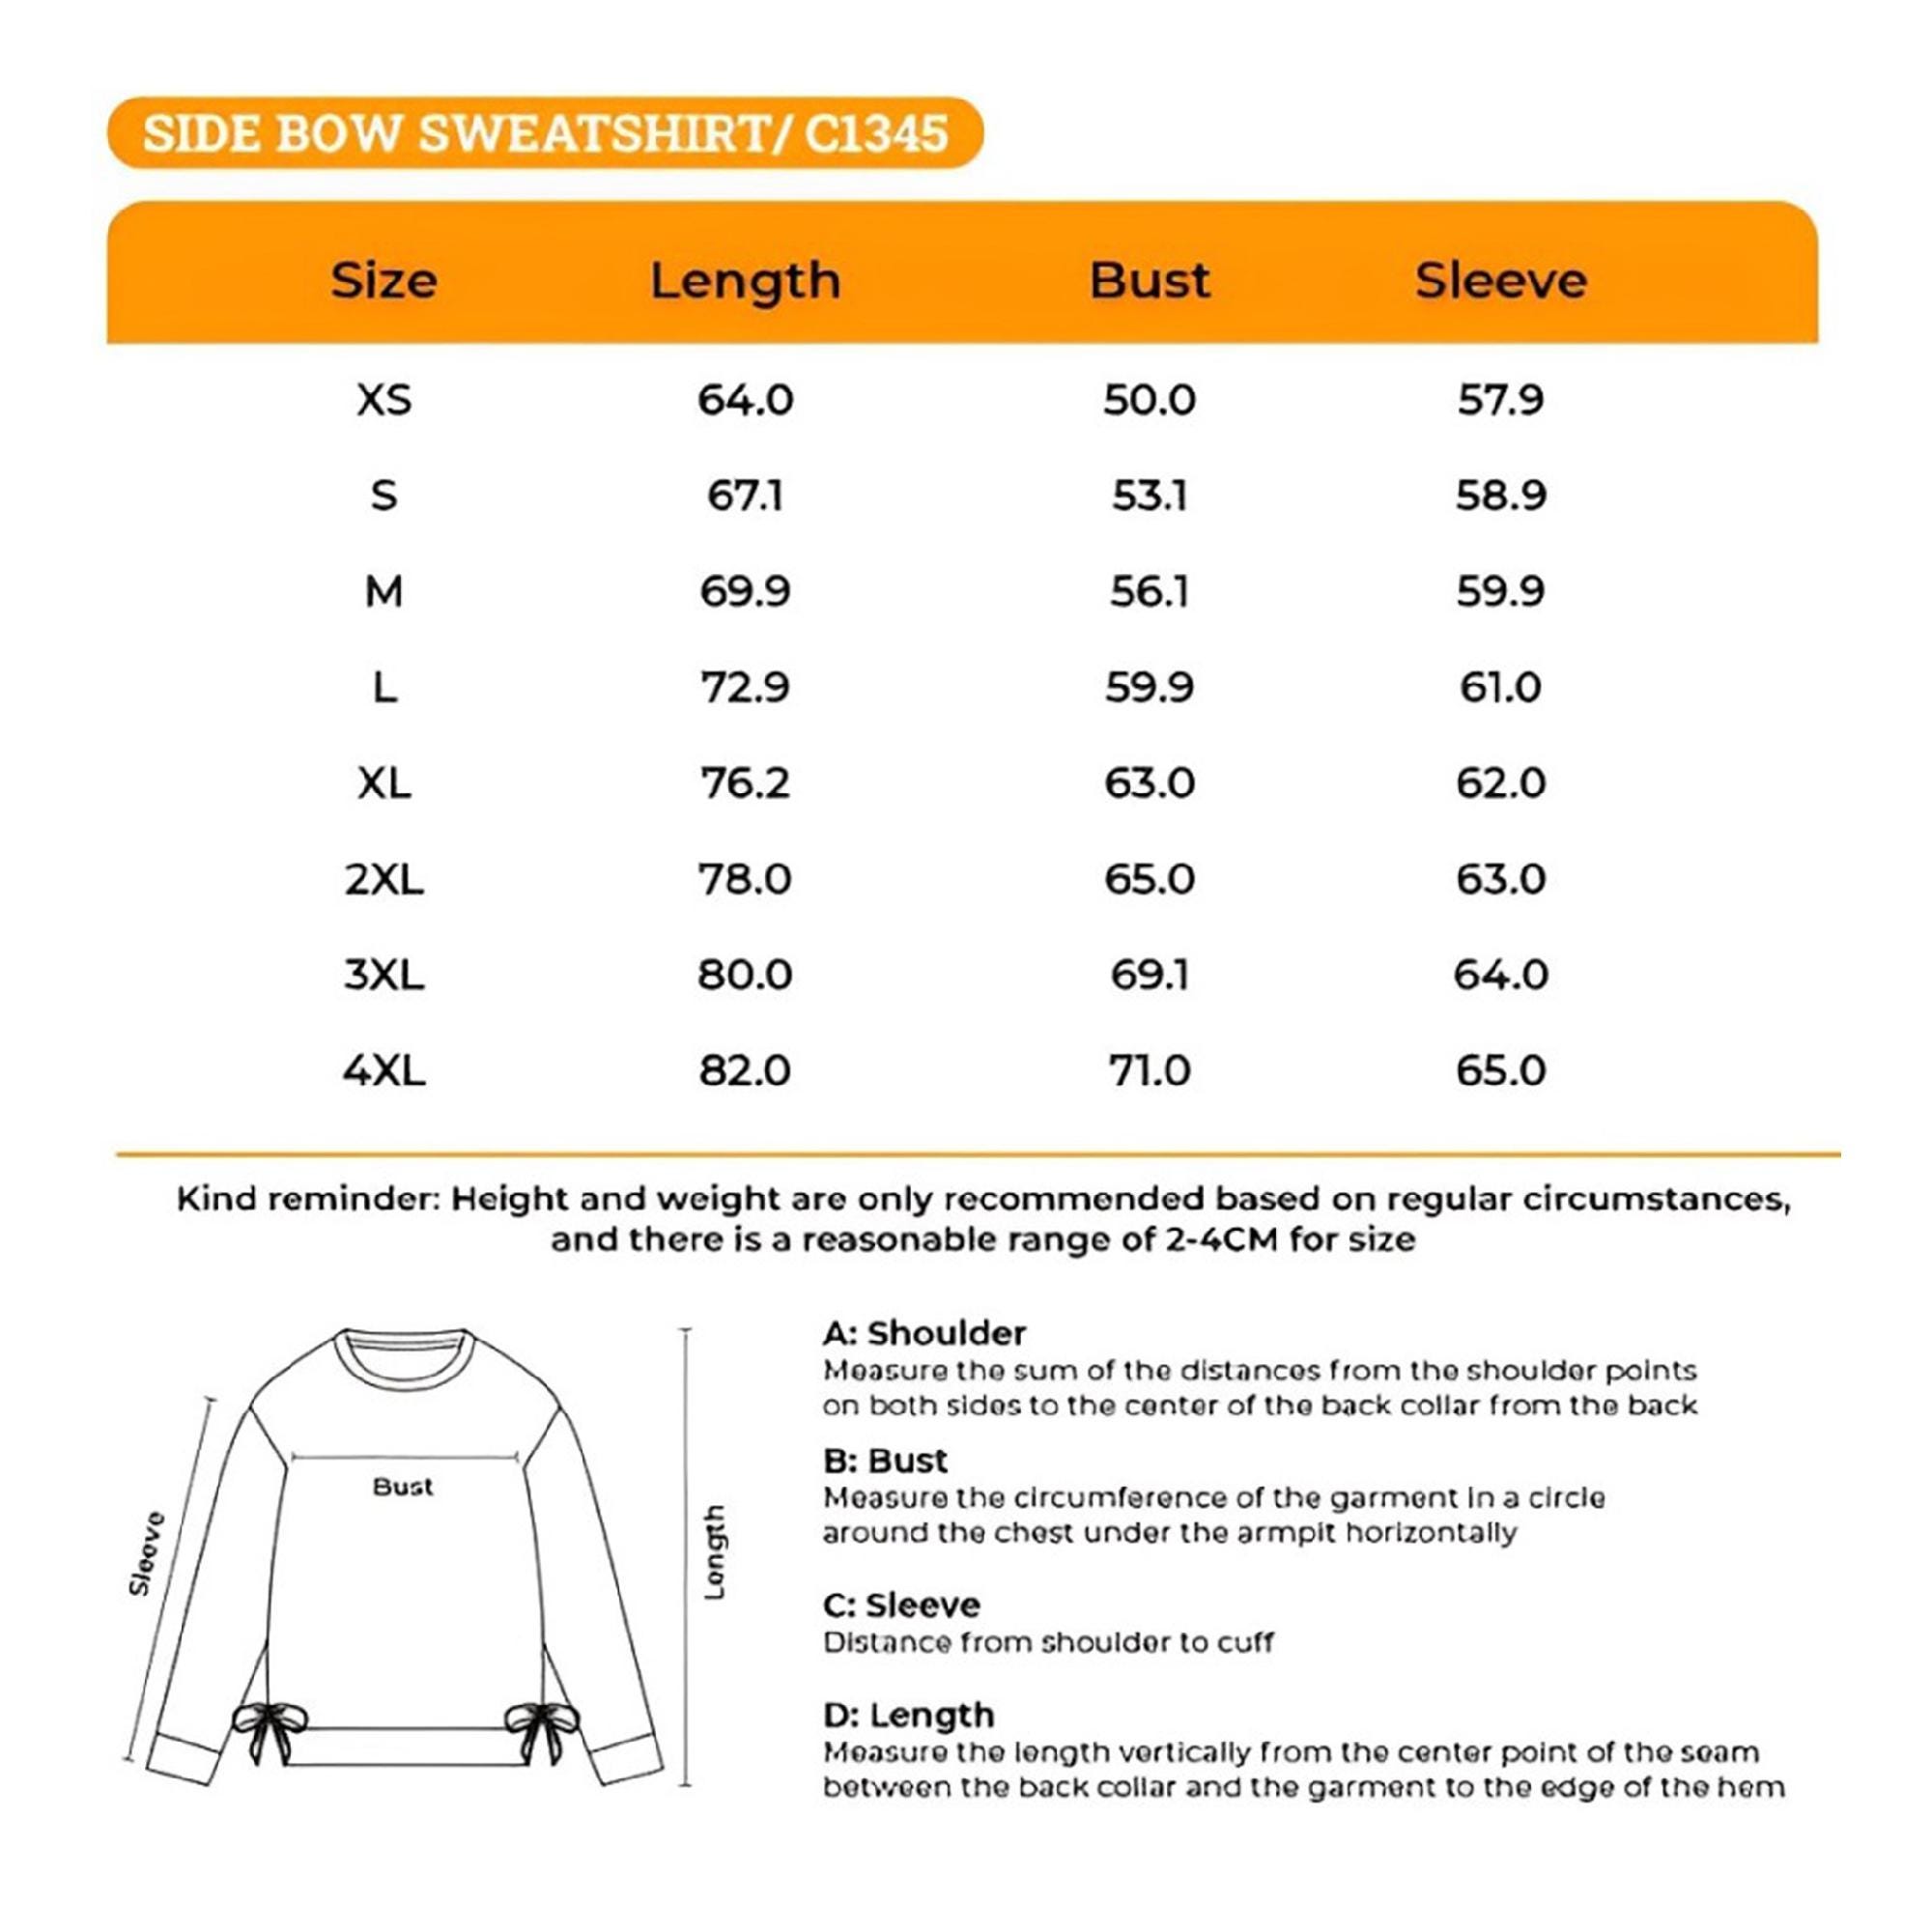 SIDE BOW SWEATSHIRT/ C1345
Size Length Bust Sleeve
XS 64.0 50.0 57.9
S 67.1 53.1 58.9
M 69.9 56.1 59.9
L 72.9 59.9 61.0
XL 76.2 63.0 62.0
2XL 78.0 65.0 63.0
3XL 80.0 69.1 64.0
4XL 82.0 71.0 65.0
Kind reminder: Height and weight are only recommended based on regular circumstances,
and there is a reasonable range of 2-4CM for size
Sleeve
Bust
Length
A: Shoulder
Measure the sum of the distances from the shoulder points
on both sides to the center of the back collar from the back
B: Bust
Measure the circumference of the garment in a circle
around the chest under the armpit horizontally
C: Sleeve
Distance from shoulder to cuff
D: Length
Measure the length vertically from the center point of the seam
between the back collar and the garment to the edge of the hem